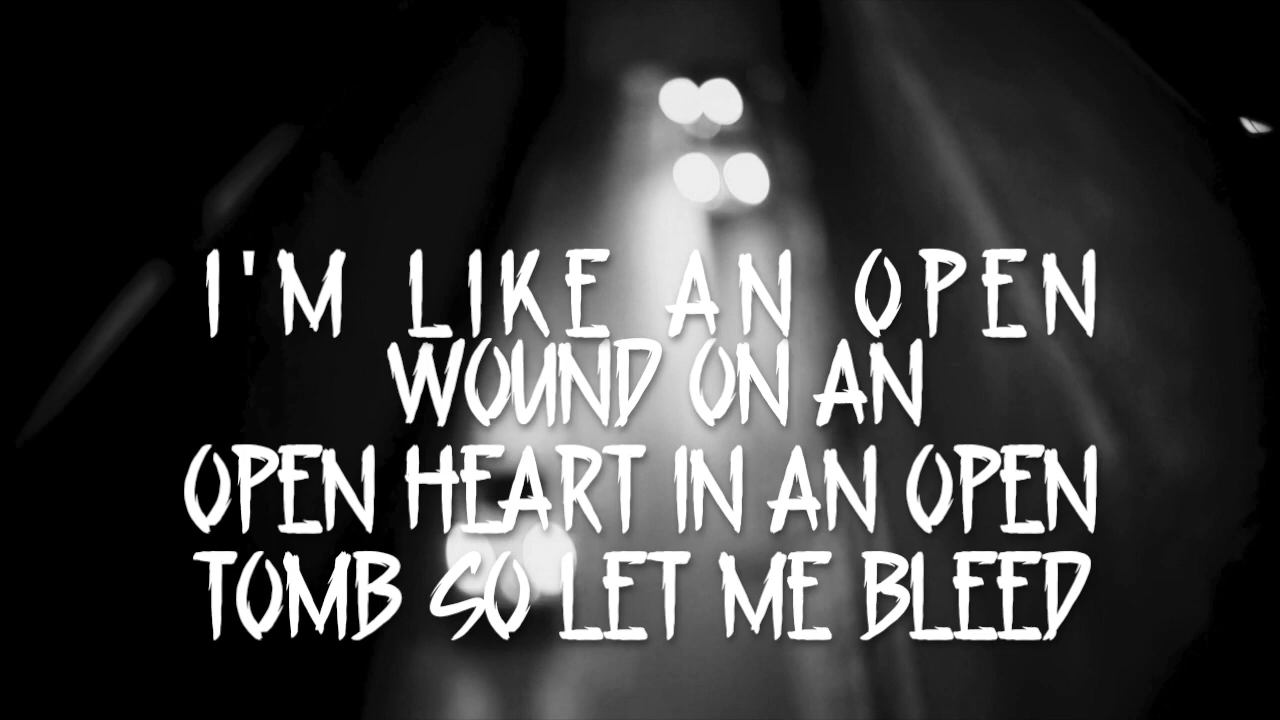 I'M LIKE AN OPEN
WOUND ON AN
OPEN HEART IN AN OPEN
TOMB SO LET ME BLEED